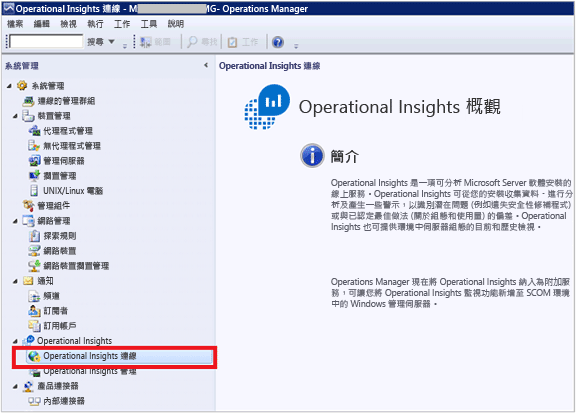 Operational Insights 連線 - M MG- Operations Manager
檔案 編輯 檢視 執行 工作 工具 說明
搜尋 範圍 尋找 工作
系統管理
Operational Insights 連線
系統管理
連線的管理群組
裝置管理
代理程式管理
無代理程式管理
管理伺服器
擱置管理
UNIX/Linux 電腦
管理組件
網路管理
探索規則
網路裝置
網路裝置擱置管理
通知
頻道
訂閱者
訂用帳戶
Operational Insights
Operational Insights 連線
Operational Insights 管理
產品連接器
內部連接器
Operational Insights 概觀
簡介
Operational Insights 是一項可分析 Microsoft Server 軟體安裝的
線上服務。Operational Insights 可從您的安裝收集資料、進行分
析及產生一些警示，以識別潛在問題 (例如遺失安全性修補程式)
或與已認定最佳做法 (關於組態和使用量) 的偏差。Operational
Insights 也可提供環境中伺服器組態的目前和歷史檢視。
Operations Manager 現在將 Operational Insights 納入為附加服
務，可讓您將 Operational Insights 監視功能新增至 SCOM 環境
中的 Windows 管理伺服器。